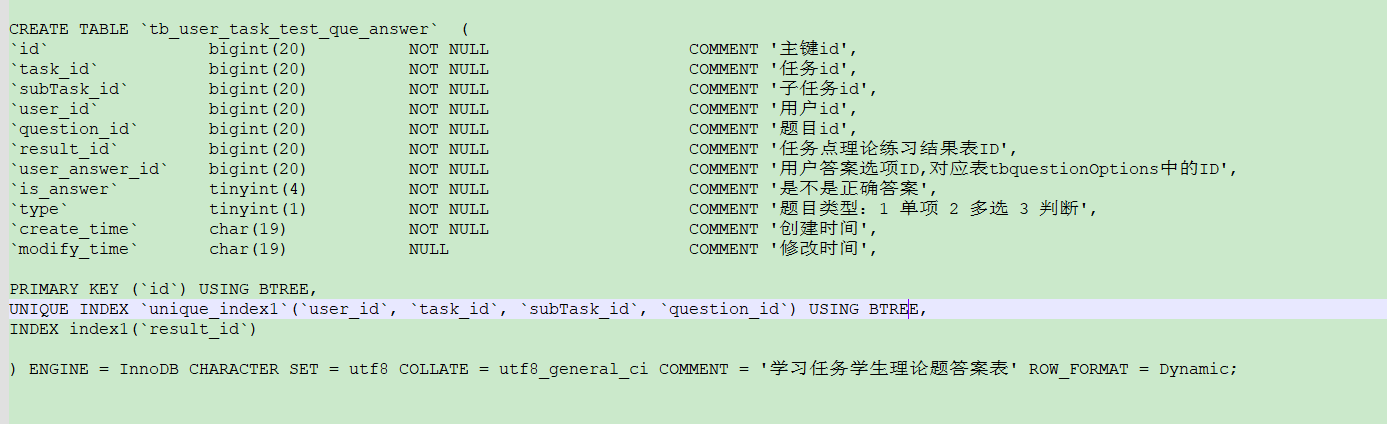 CREATE TABLE `tb_user_task_test_que_answer`  (
`id` bigint(20) NOT NULL COMMENT '主键id',
`task_id` bigint(20) NOT NULL COMMENT '任务id',
`subTask_id` bigint(20) NOT NULL COMMENT '子任务id',
`user_id` bigint(20) NOT NULL COMMENT '用户id',
`question_id` bigint(20) NOT NULL COMMENT '题目id',
`result_id` bigint(20) NOT NULL COMMENT '任务点理论练习结果表ID',
`user_answer_id` bigint(20) NOT NULL COMMENT '用户答案选项ID,对应表tbquestionOptions中的ID',
`is_answer` tinyint(4) NOT NULL COMMENT '是不是正确答案',
`type` tinyint(1) NOT NULL COMMENT '题目类型：1 单项 2 多选 3 判断',
`create_time` char(19) NOT NULL COMMENT '创建时间',
`modify_time` char(19) NULL COMMENT '修改时间',
PRIMARY KEY (`id`) USING BTREE,
UNIQUE INDEX `unique_index1`(`user_id`, `task_id`, `subTask_id`, `question_id`) USING BTREE,
INDEX index1(`result_id`)
) ENGINE = InnoDB CHARACTER SET = utf8 COLLATE = utf8_general_ci COMMENT = '学习任务学生理论题答案表' ROW_FORMAT = Dynamic;